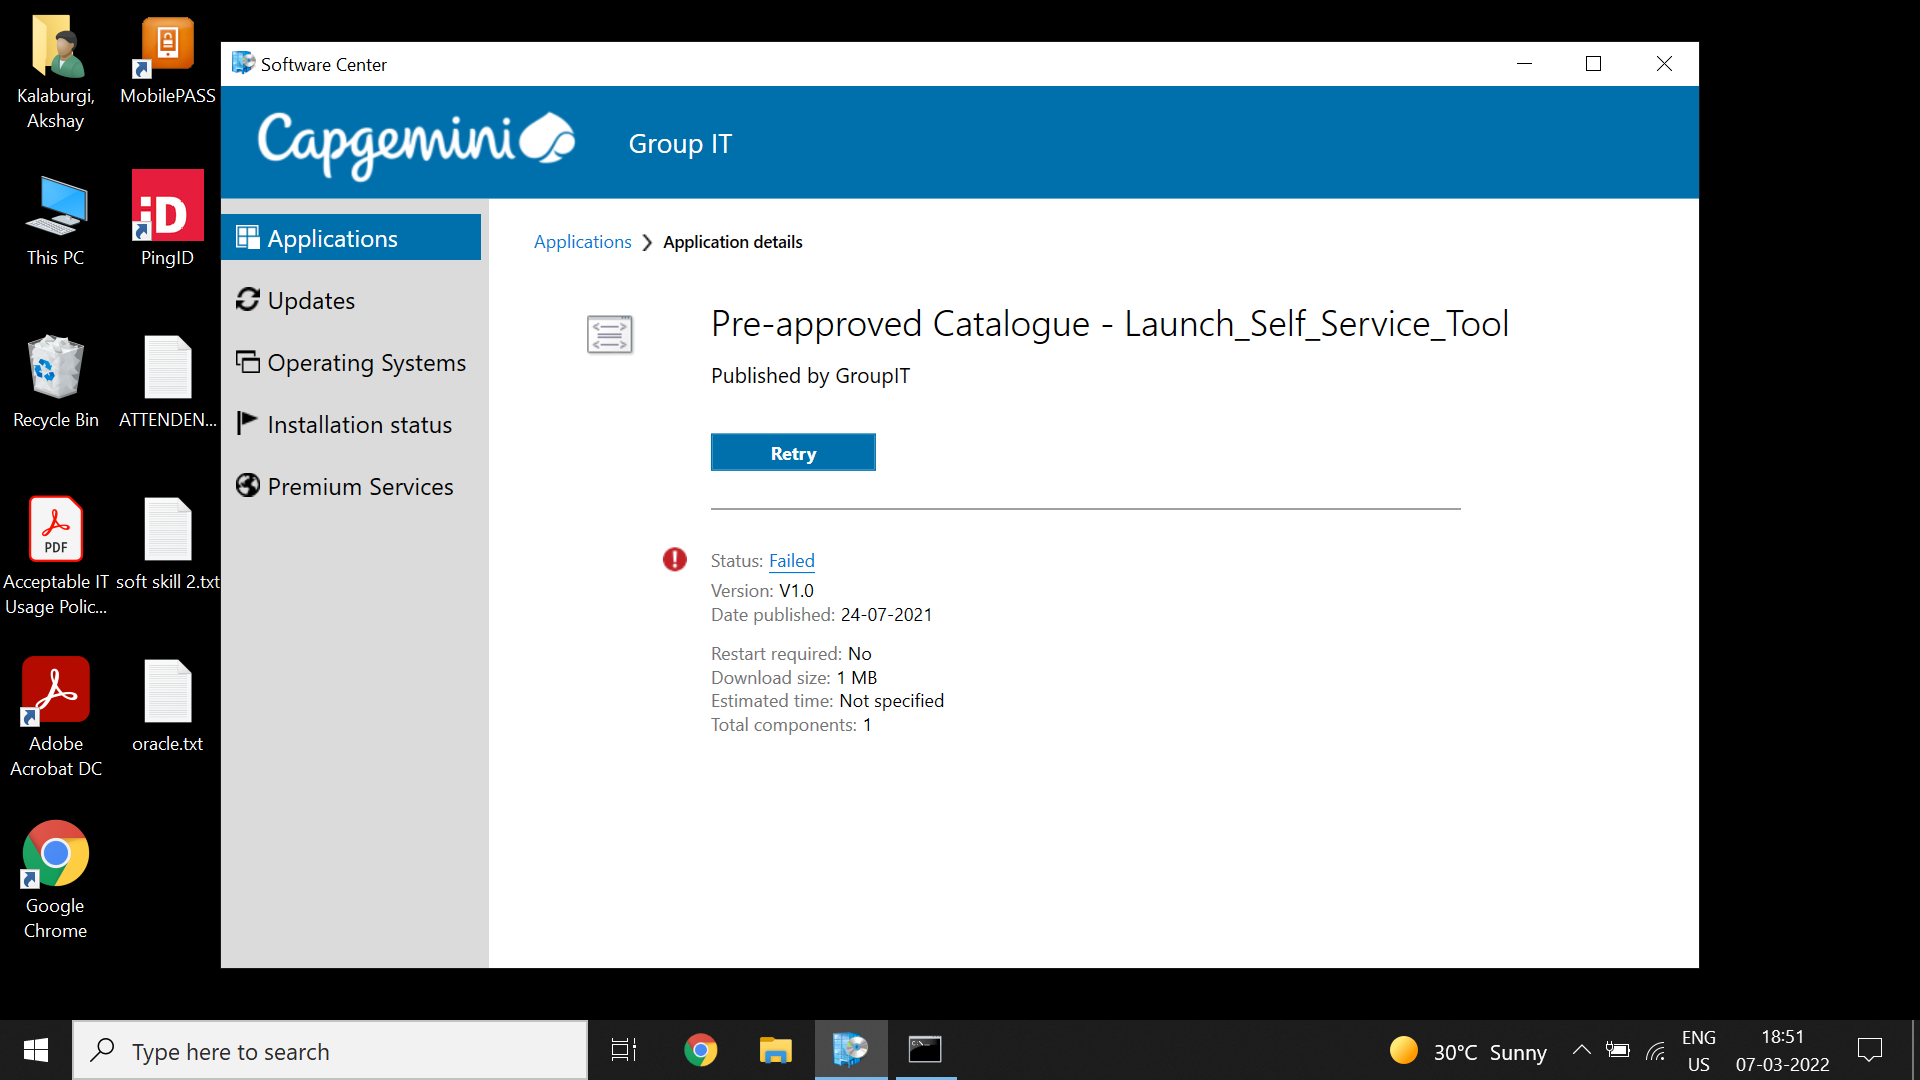 Kalaburgi,
Akshay
MobilePASS
This PC
iD
PingID
Recycle Bin
ATTENDEN...
PDF
Acceptable IT
Usage Polic...
soft skill 2.txt
Adobe
Acrobat DC
oracle.txt
Google
Chrome
Software Center
Capgemini
Group IT
Applications
Updates
Operating Systems
Installation status
Premium Services
Applications
Application details
Pre-approved Catalogue - Launch_Self_Service_Tool
Published by GroupIT
Retry
Status: Failed
Version: V1.0
Date published: 24-07-2021
Restart required: No
Download size: 1 MB
Estimated time: Not specified
Total components: 1
Type here to search
30°C Sunny
ENG
US
18:51
07-03-2022